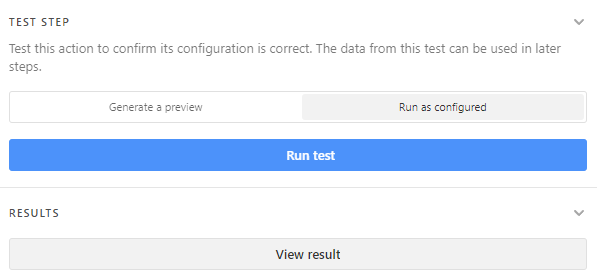 TEST STEP
Test this action to confirm its configuration is correct. The data from this test can be used in later
steps.
Generate a preview
Run as configured
Run test
RESULTS
View result